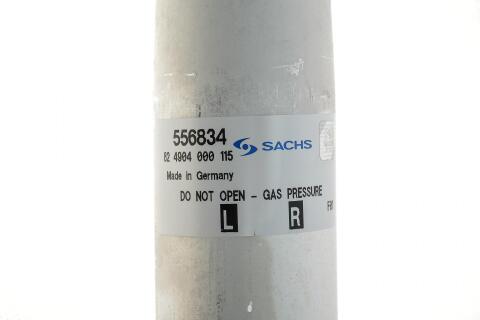 556834 SACHS
82 4904 000 115
Made in Germany
DO NOT OPEN - GAS PRESSURE
L R